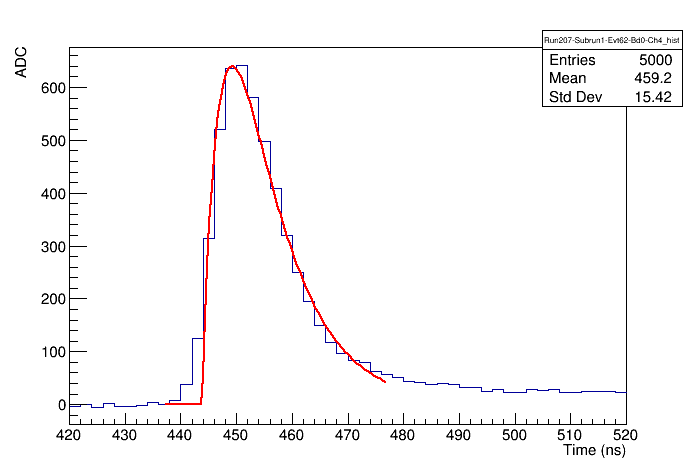 Run207-Subrun1-Evt62-Bd0-Ch4_hist
Entries 5000
Mean 459.2
Std Dev 15.42
ADC
600
500
400
300
200
100
0
420 430 440 450 460 470 480 490 500 510 520
Time (ns)